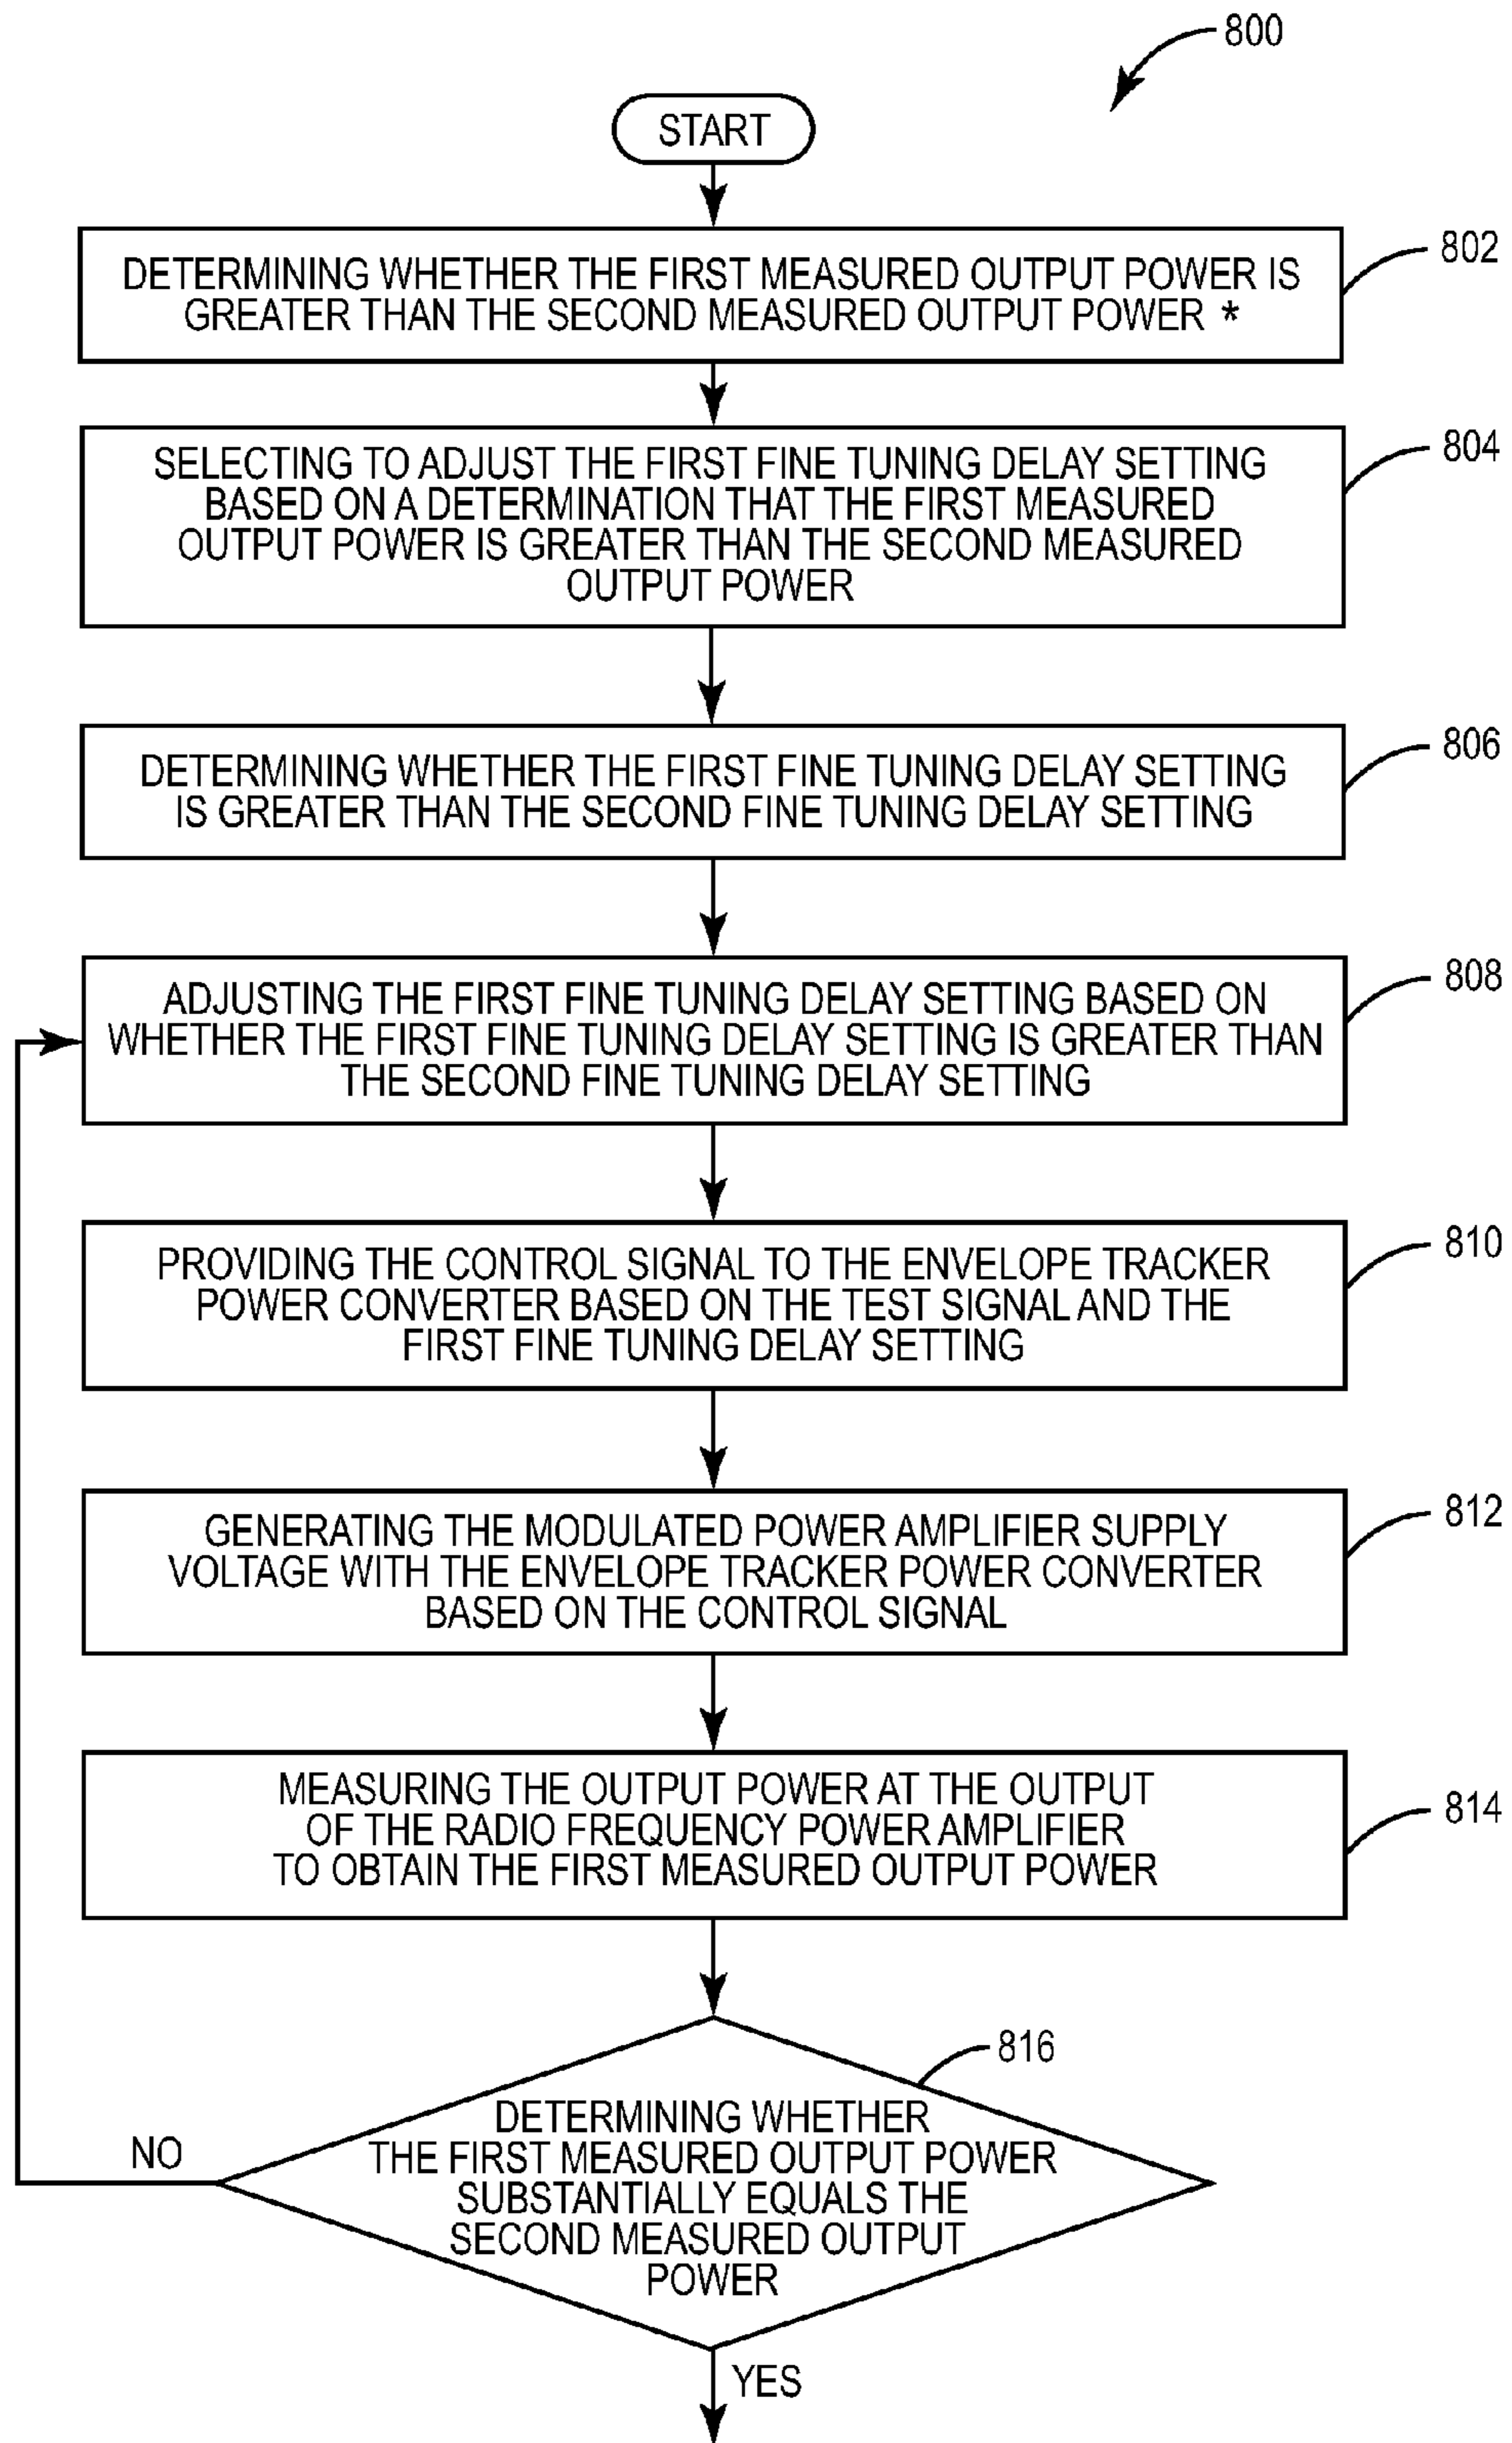 800
START
802
DETERMINING WHETHER THE FIRST MEASURED OUTPUT POWER IS
GREATER THAN THE SECOND MEASURED OUTPUT POWER *
804
SELECTING TO ADJUST THE FIRST FINE TUNING DELAY SETTING
BASED ON A DETERMINATION THAT THE FIRST MEASURED
OUTPUT POWER IS GREATER THAN THE SECOND MEASURED
OUTPUT POWER
806
DETERMINING WHETHER THE FIRST FINE TUNING DELAY SETTING
IS GREATER THAN THE SECOND FINE TUNING DELAY SETTING
808
ADJUSTING THE FIRST FINE TUNING DELAY SETTING BASED ON
WHETHER THE FIRST FINE TUNING DELAY SETTING IS GREATER THAN
THE SECOND FINE TUNING DELAY SETTING
810
PROVIDING THE CONTROL SIGNAL TO THE ENVELOPE TRACKER
POWER CONVERTER BASED ON THE TEST SIGNAL AND THE
FIRST FINE TUNING DELAY SETTING
812
GENERATING THE MODULATED POWER AMPLIFIER SUPPLY
VOLTAGE WITH THE ENVELOPE TRACKER POWER CONVERTER
BASED ON THE CONTROL SIGNAL
814
MEASURING THE OUTPUT POWER AT THE OUTPUT
OF THE RADIO FREQUENCY POWER AMPLIFIER
TO OBTAIN THE FIRST MEASURED OUTPUT POWER
816
DETERMINING WHETHER
THE FIRST MEASURED OUTPUT POWER
SUBSTANTIALLY EQUALS THE
SECOND MEASURED OUTPUT
POWER
NO
YES